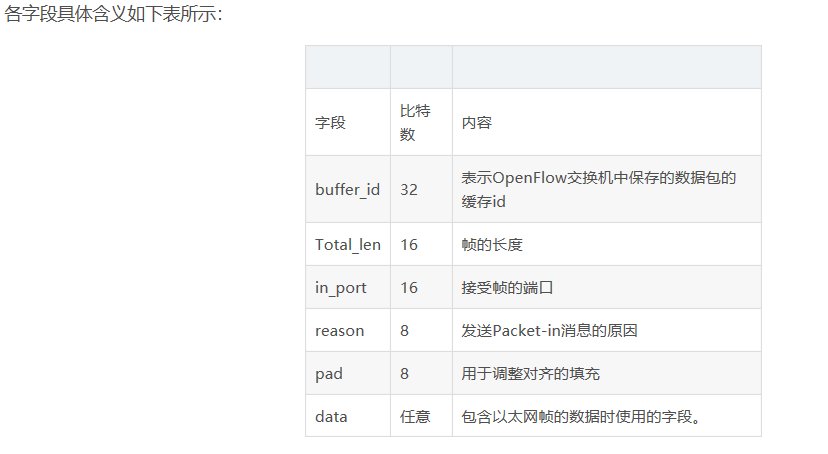 各字段具体含义如下表所示：
字段 比特数 内容
buffer_id 32 表示OpenFlow交换机中保存的数据包的缓存id
Total_len 16 帧的长度
in_port 16 接受帧的端口
reason 8 发送Packet-in消息的原因
pad 8 用于调整对齐的填充
data 任意 包含以太网帧的数据时使用的字段。